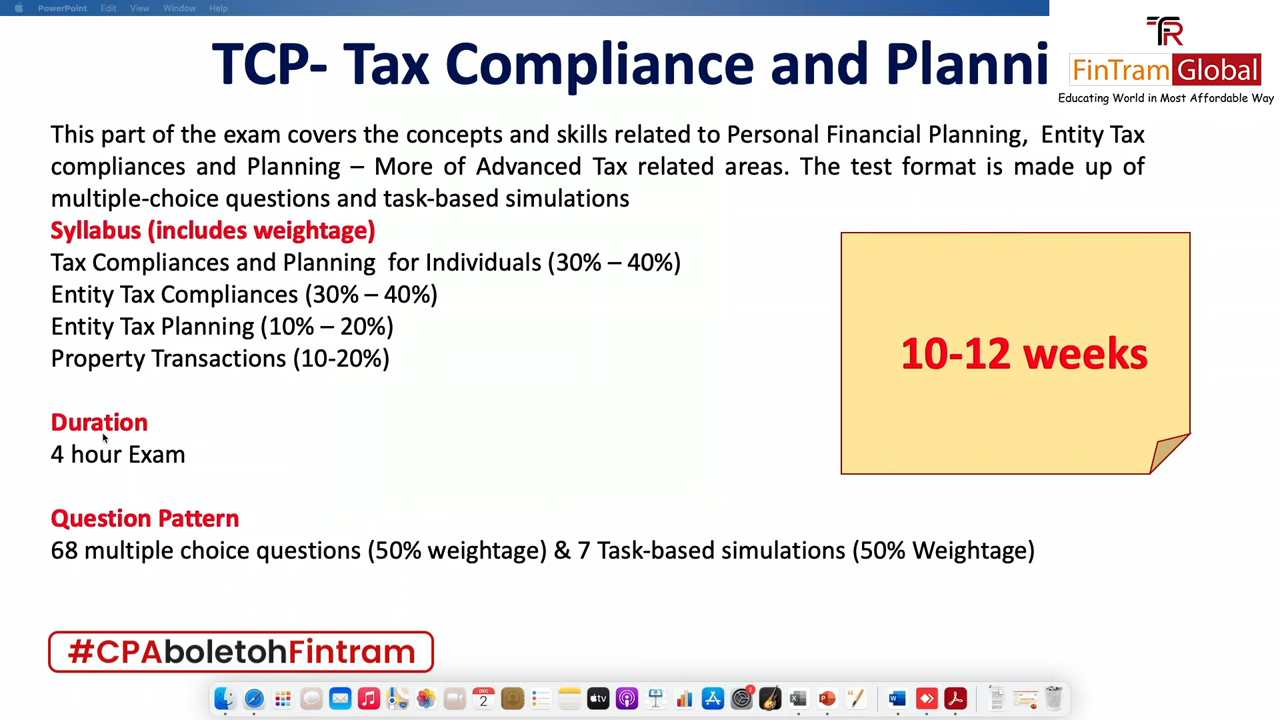 PowerPoint Edit View Window Help
TCP- Tax Compliance and Planni
TR
FinTram Global
Educating World in Most Affordable Way
This part of the exam covers the concepts and skills related to Personal Financial Planning, Entity Tax
compliances and Planning – More of Advanced Tax related areas. The test format is made up of
multiple-choice questions and task-based simulations
Syllabus (includes weightage)
Tax Compliances and Planning for Individuals (30% – 40%)
Entity Tax Compliances (30% – 40%)
Entity Tax Planning (10% – 20%)
Property Transactions (10-20%)
10-12 weeks
Duration
4 hour Exam
Question Pattern
68 multiple choice questions (50% weightage) & 7 Task-based simulations (50% Weightage)
#CPAboletohFintram
DEC
2
tv